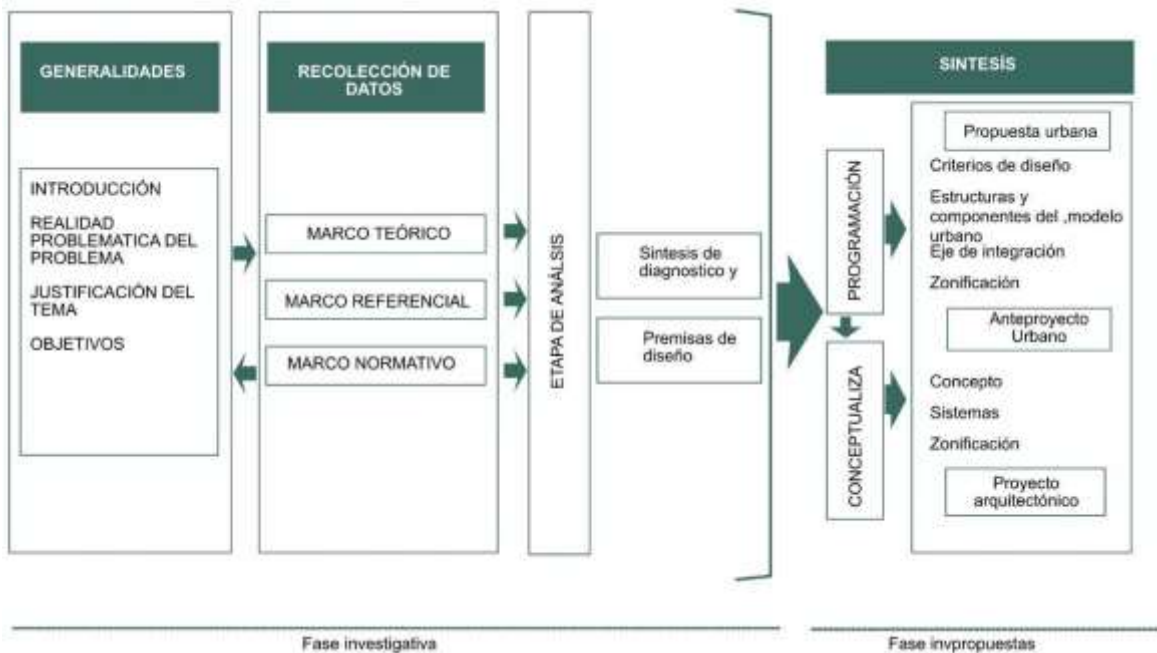 GENERALIDADES
INTRODUCCIÓN
REALIDAD
PROBLEMATICA DEL
PROBLEMA
JUSTIFICACIÓN DEL
TEMA
OBJETIVOS
RECOLECCIÓN DE
DATOS
MARCO TEÓRICO
MARCO REFERENCIAL
MARCO NORMATIVO
ETAPA DE ANÁLSIS
Sintesis de
diagnostico y
Premisas de
diseño
SINTESÍS
PROGRAMACIÓN
CONCEPTUALIZA
Propuesta urbana
Criterios de diseño
Estructuras y
componentes del ,modelo
urbano
Eje de integración
Zonificación
Anteproyecto
Urbano
Concepto
Sistemas
Zonificación
Proyecto
arquitectónico
Fase investigativa
Fase invpropuestas